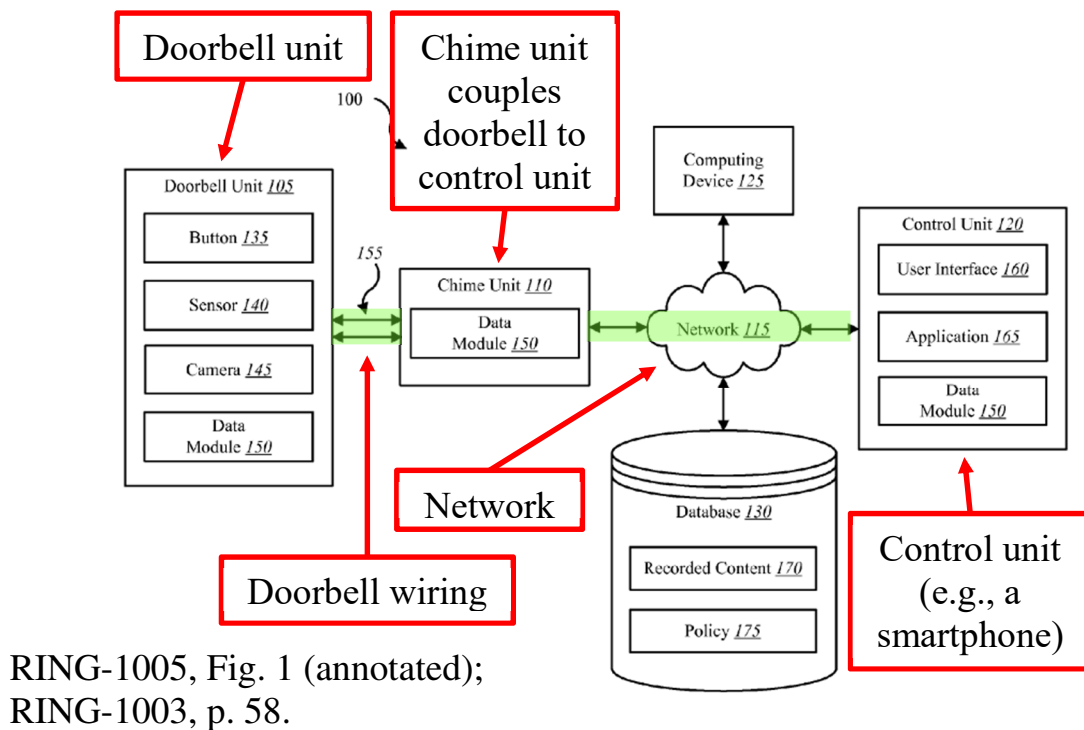 Doorbell unit
Chime unit
couples
doorbell to
control unit
100
Doorbell Unit 105
Button 135
Sensor 140
Camera 145
Data
Module 150
155
Chime Unit 110
Data
Module 150
Computing
Device 125
Network 115
Control Unit 120
User Interface 160
Application 165
Data
Module 150
Network
Doorbell wiring
Database 130
Recorded Content 170
Policy 175
Control unit
(e.g., a
smartphone)
RING-1005, Fig. 1 (annotated);
RING-1003, p. 58.